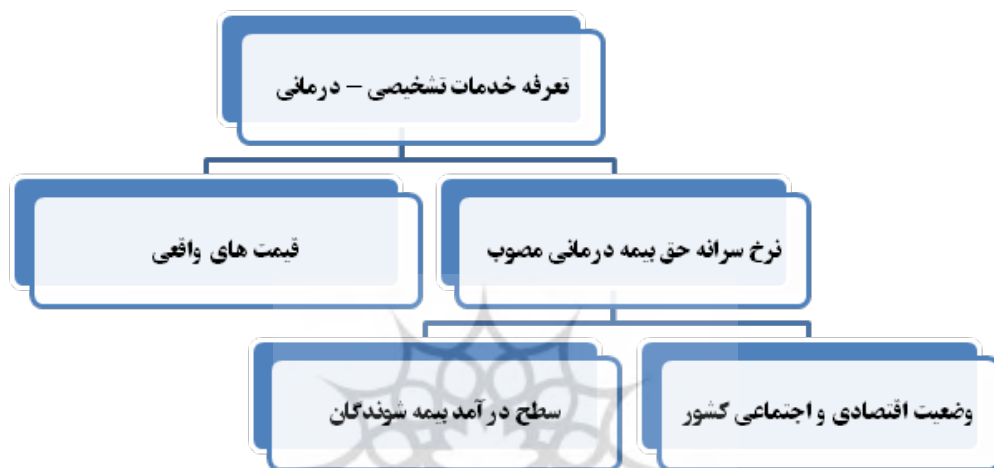 تعرفه خدمات تشخیصی – درمانی
نرخ سرانه حق بیمه درمانی مصوب
قیمت های واقعی
وضعیت اقتصادی و اجتماعی کشور
سطح درآمد بیمه شوندگان